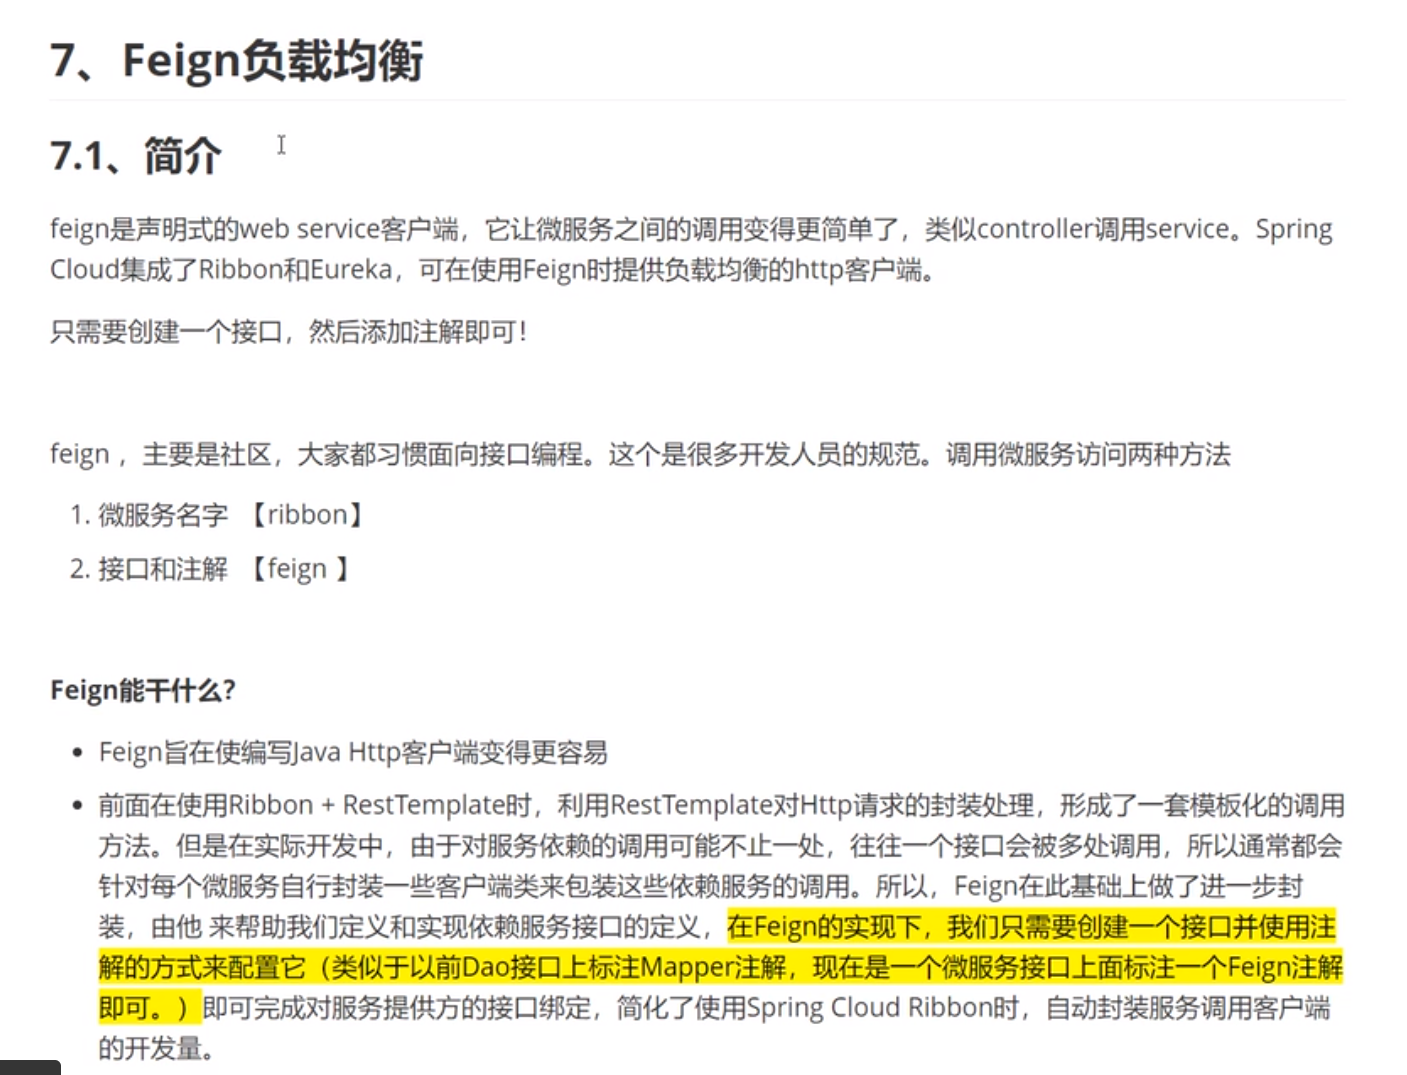 7、Feign负载均衡
7.1、简介
feign是声明式的web service客户端，它让微服务之间的调用变得更简单了，类似controller调用service。Spring
Cloud集成了Ribbon和Eureka，可在使用Feign时提供负载均衡的http客户端。
只需要创建一个接口，然后添加注解即可！
feign ，主要是社区，大家都习惯面向接口编程。这个是很多开发人员的规范。调用微服务访问两种方法
1. 微服务名字 【ribbon】
2. 接口和注解 【feign 】
Feign能干什么？
• Feign旨在使编写Java Http客户端变得更容易
• 前面在使用Ribbon + RestTemplate时，利用RestTemplate对Http请求的封装处理，形成了一套模板化的调用
方法。但是在实际开发中，由于对服务依赖的调用可能不止一处，往往一个接口会被多处调用，所以通常都会
针对每个微服务自行封装一些客户端类来包装这些依赖服务的调用。所以，Feign在此基础上做了进一步封
装，由他 来帮助我们定义和实现依赖服务接口的定义，在Feign的实现下，我们只需要创建一个接口并使用注
解的方式来配置它（类似于以前Dao接口上标注Mapper注解，现在是一个微服务接口上面标注一个Feign注解
即可。）即可完成对服务提供方的接口绑定，简化了使用Spring Cloud Ribbon时，自动封装服务调用客户端
的开发量。